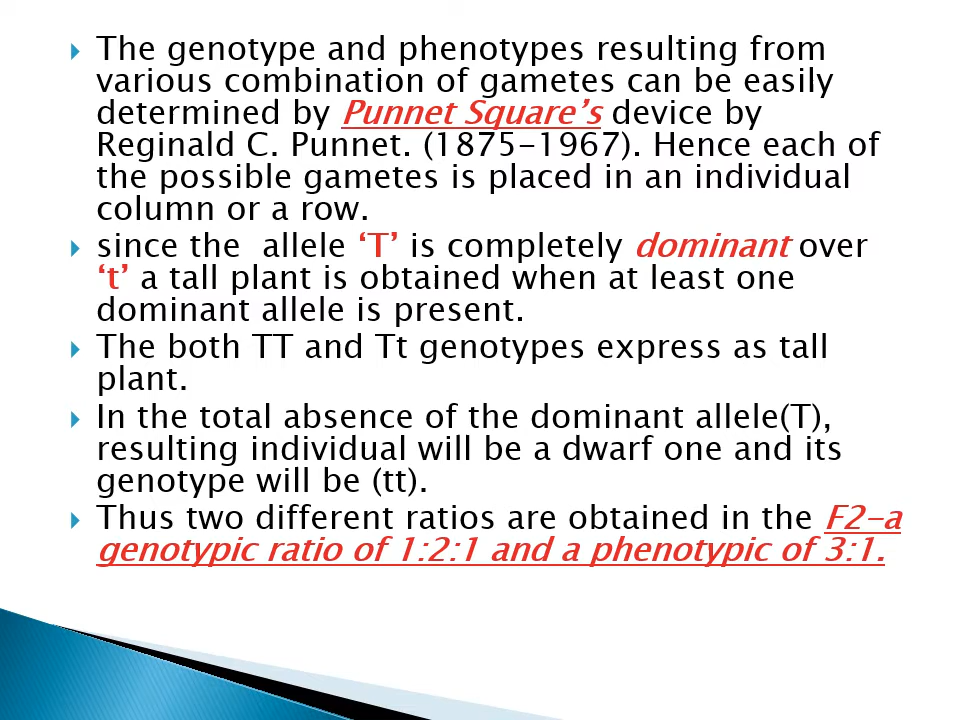 The genotype and phenotypes resulting from
various combination of gametes can be easily
determined by Punnet Square’s device by
Reginald C. Punnet. (1875-1967). Hence each of
the possible gametes is placed in an individual
column or a row.
since the  allele ‘T’ is completely dominant over
‘t’ a tall plant is obtained when at least one
dominant allele is present.
The both TT and Tt genotypes express as tall
plant.
In the total absence of the dominant allele(T),
resulting individual will be a dwarf one and its
genotype will be (tt).
Thus two different ratios are obtained in the F2-a
genotypic ratio of 1:2:1 and a phenotypic of 3:1.